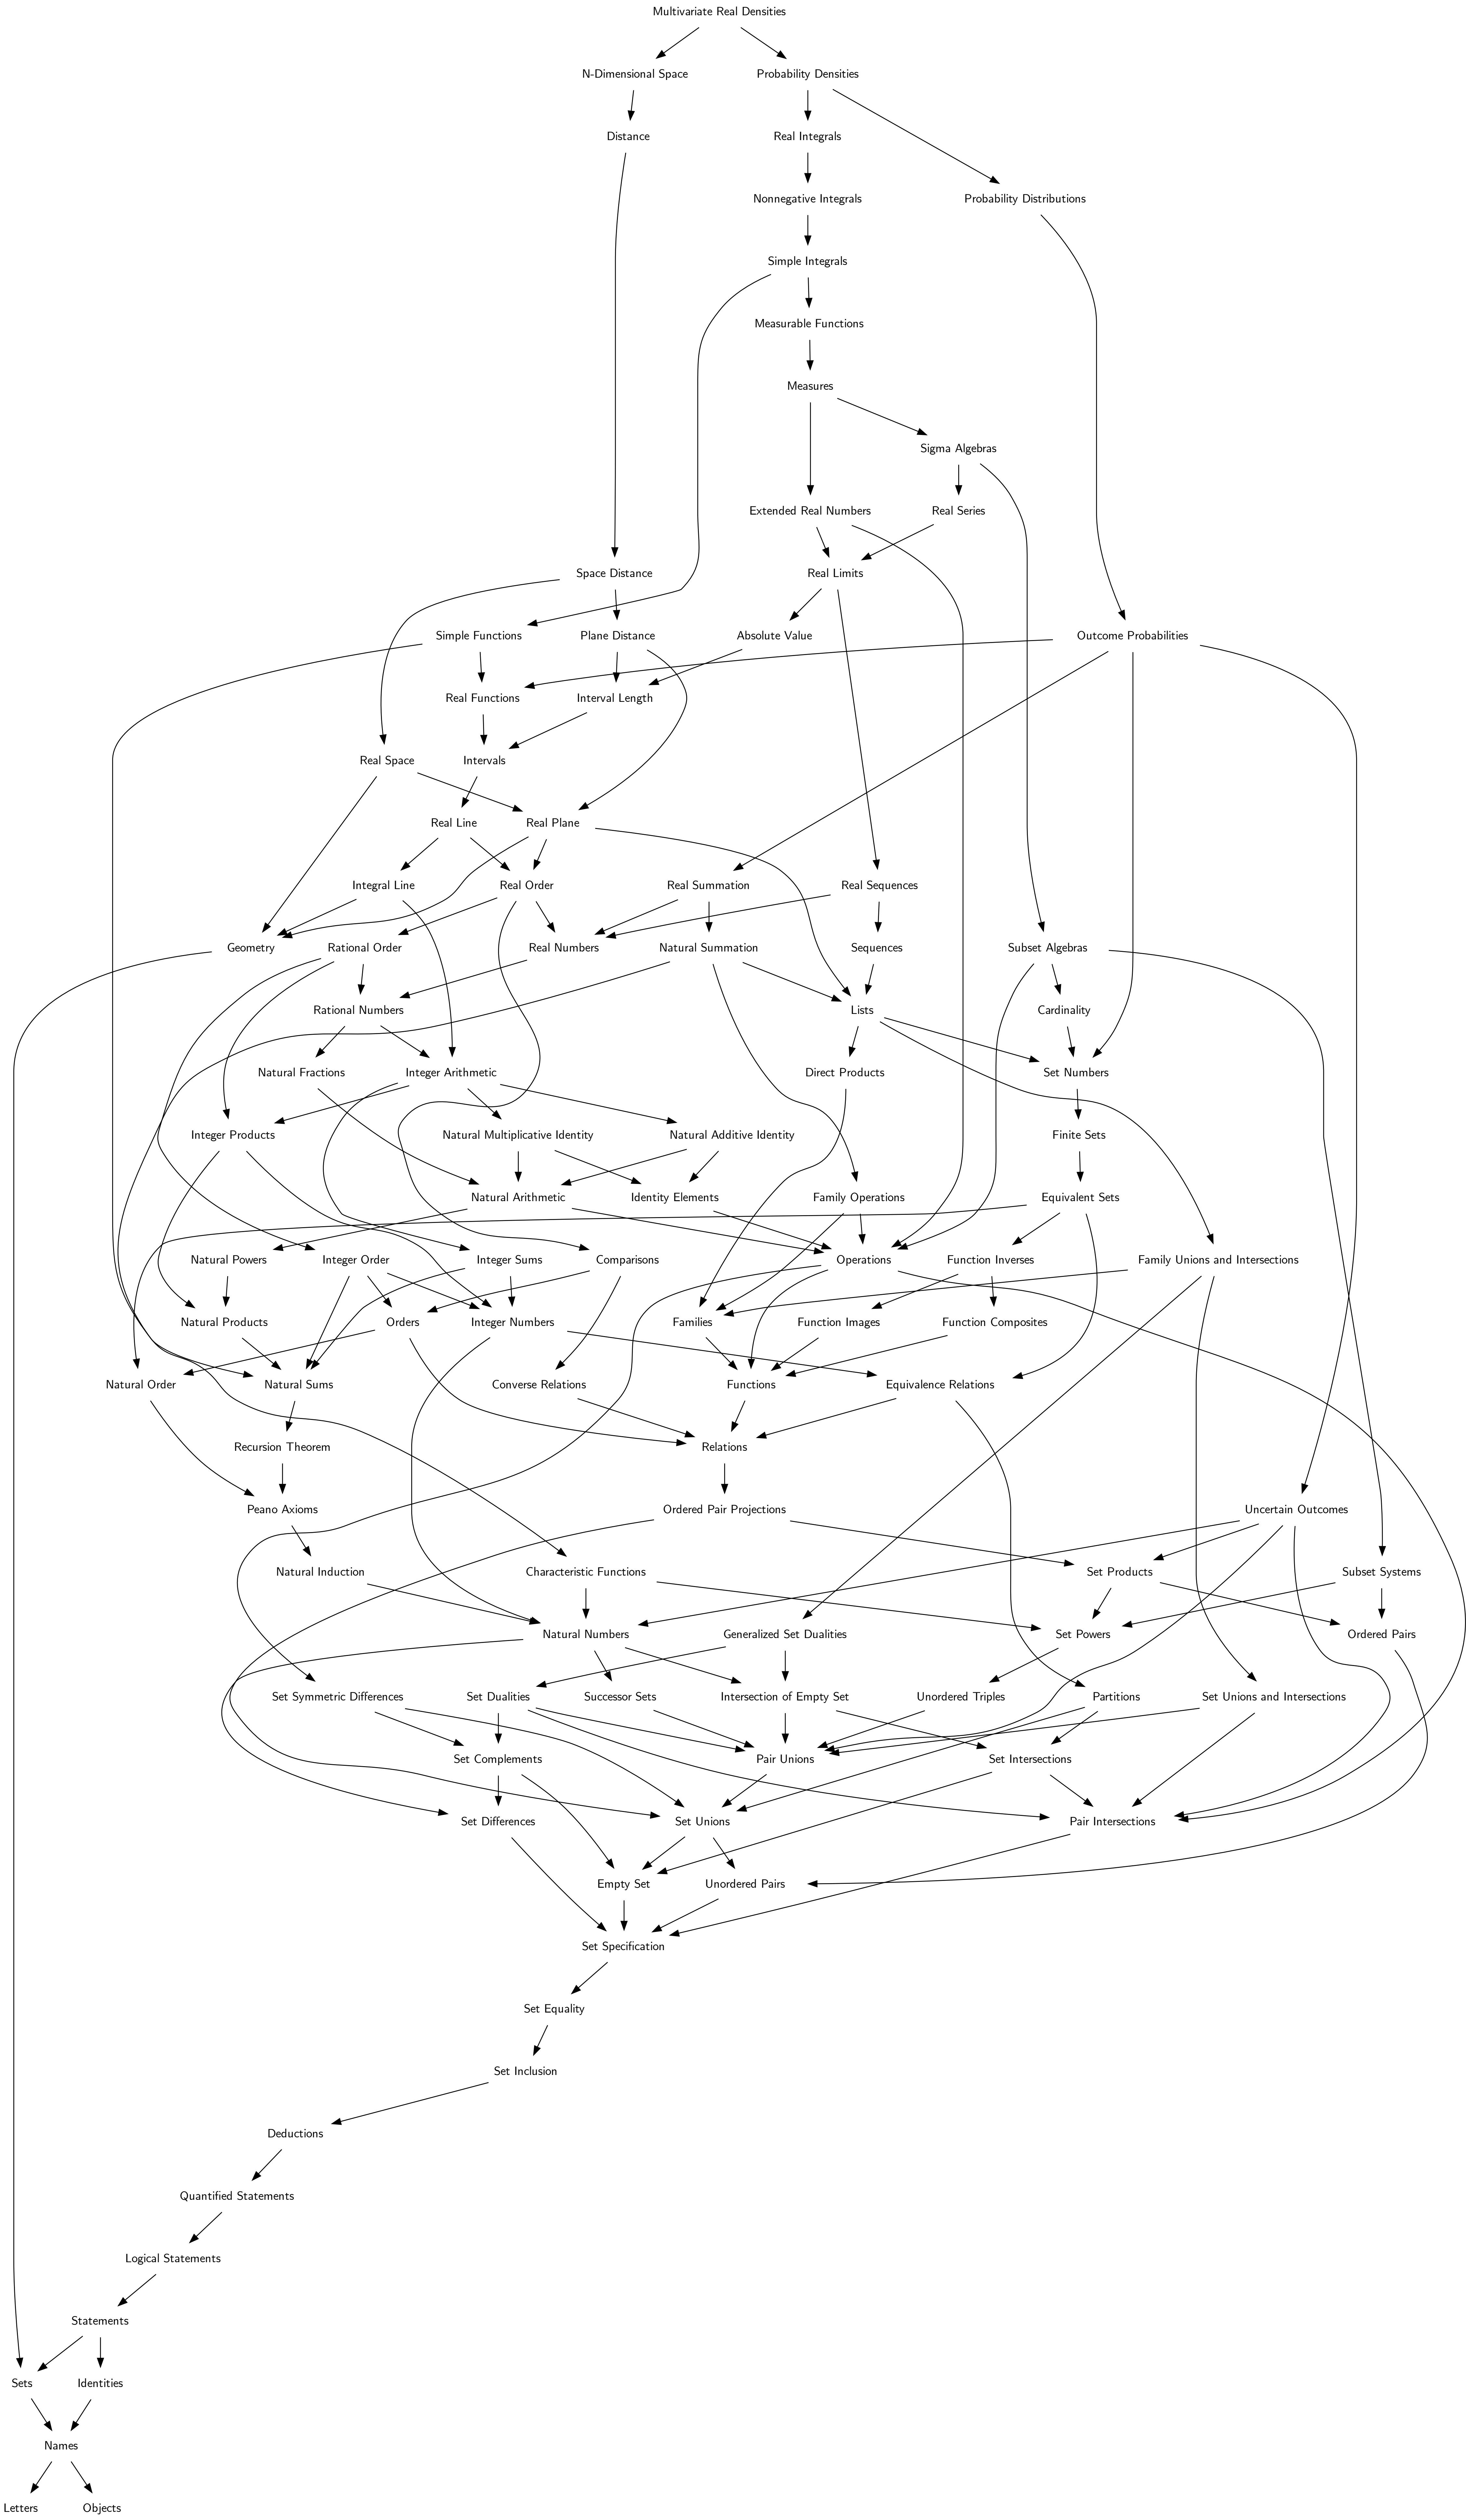 Multivariate Real Densities
N-Dimensional Space
Probability Densities
Distance
Real Integrals
Nonnegative Integrals
Probability Distributions
Simple Integrals
Measurable Functions
Measures
Sigma Algebras
Extended Real Numbers
Real Series
Space Distance
Real Limits
Simple Functions
Plane Distance
Absolute Value
Outcome Probabilities
Real Functions
Interval Length
Real Space
Intervals
Real Line
Real Plane
Integral Line
Real Order
Real Summation
Real Sequences
Geometry
Rational Order
Real Numbers
Natural Summation
Sequences
Subset Algebras
Rational Numbers
Lists
Cardinality
Natural Fractions
Integer Arithmetic
Direct Products
Set Numbers
Integer Products
Natural Multiplicative Identity
Natural Additive Identity
Finite Sets
Natural Arithmetic
Identity Elements
Family Operations
Equivalent Sets
Natural Powers
Integer Order
Integer Sums
Comparisons
Operations
Function Inverses
Family Unions and Intersections
Natural Products
Orders
Integer Numbers
Families
Function Images
Function Composites
Natural Order
Natural Sums
Converse Relations
Functions
Equivalence Relations
Recursion Theorem
Relations
Peano Axioms
Ordered Pair Projections
Uncertain Outcomes
Natural Induction
Characteristic Functions
Set Products
Subset Systems
Natural Numbers
Generalized Set Dualities
Set Powers
Ordered Pairs
Set Symmetric Differences
Set Dualities
Successor Sets
Intersection of Empty Set
Unordered Triples
Partitions
Set Unions and Intersections
Set Complements
Pair Unions
Set Intersections
Set Differences
Set Unions
Pair Intersections
Empty Set
Unordered Pairs
Set Specification
Set Equality
Set Inclusion
Deductions
Quantified Statements
Logical Statements
Statements
Sets
Identities
Names
Letters
Objects